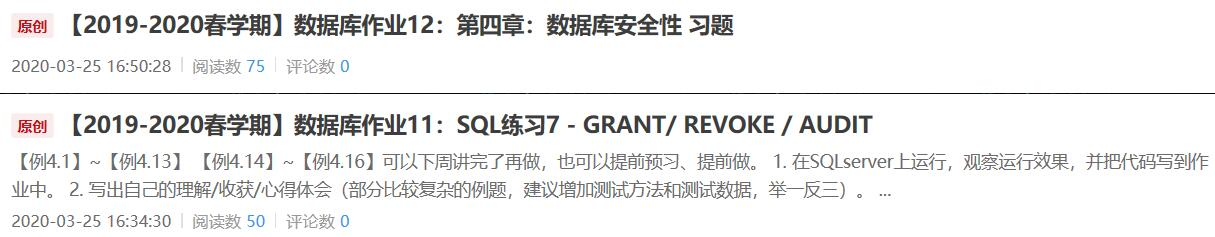 原创 【2019-2020春学期】数据库作业12：第四章：数据库安全性 习题
2020-03-25 16:50:28 阅读数 75 评论数 0
原创 【2019-2020春学期】数据库作业11：SQL练习7 - GRANT/ REVOKE / AUDIT
【例4.1】~【例4.13】 【例4.14】~【例4.16】可以下周讲完了再做，也可以提前预习、提前做。 1. 在SQLserver上运行，观察运行效果，并把代码写到作
业中。 2. 写出自己的理解/收获/心得体会（部分比较复杂的例题，建议增加测试方法和测试数据，举一反三）。 ...
2020-03-25 16:34:30 阅读数 50 评论数 0